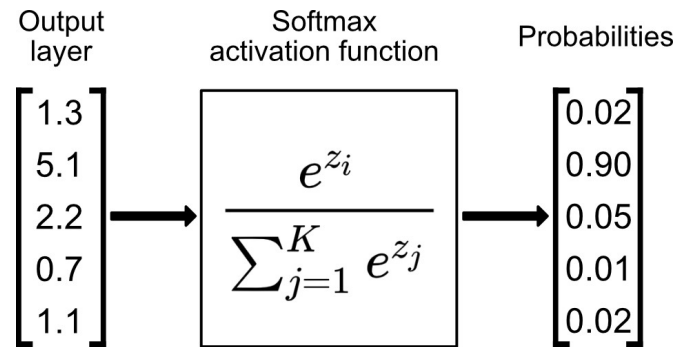 Output
layer
Softmax
activation function
Probabilities
1.3
5.1
2.2
0.7
1.1
e^{z_i}
∑_{j=1}^{K} e^{z_j}
0.02
0.90
0.05
0.01
0.02